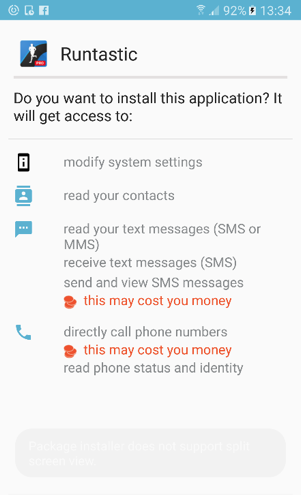 92% 13:34
Runtastic
Do you want to install this application? It
will get access to:
modify system settings
read your contacts
read your text messages (SMS or
MMS)
receive text messages (SMS)
send and view SMS messages
this may cost you money
directly call phone numbers
this may cost you money
read phone status and identity
Package installer does not support split
screen view.